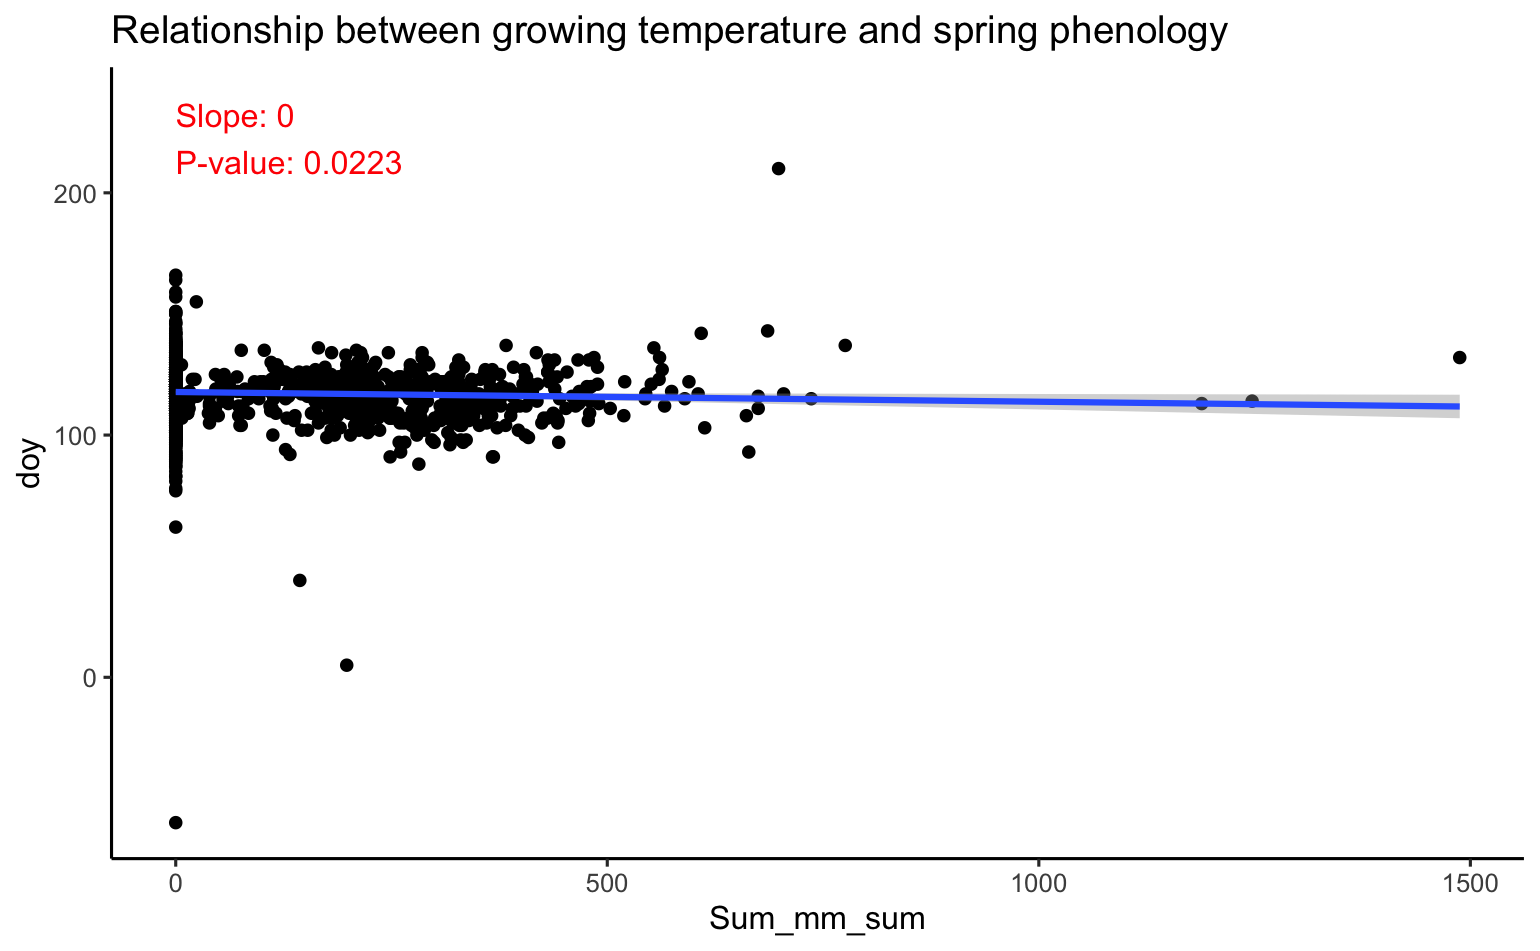 Relationship between growing temperature and spring phenology
Slope: 0
P-value: 0.0223
200
100
0
doy
0
500
1000
1500
Sum_mm_sum